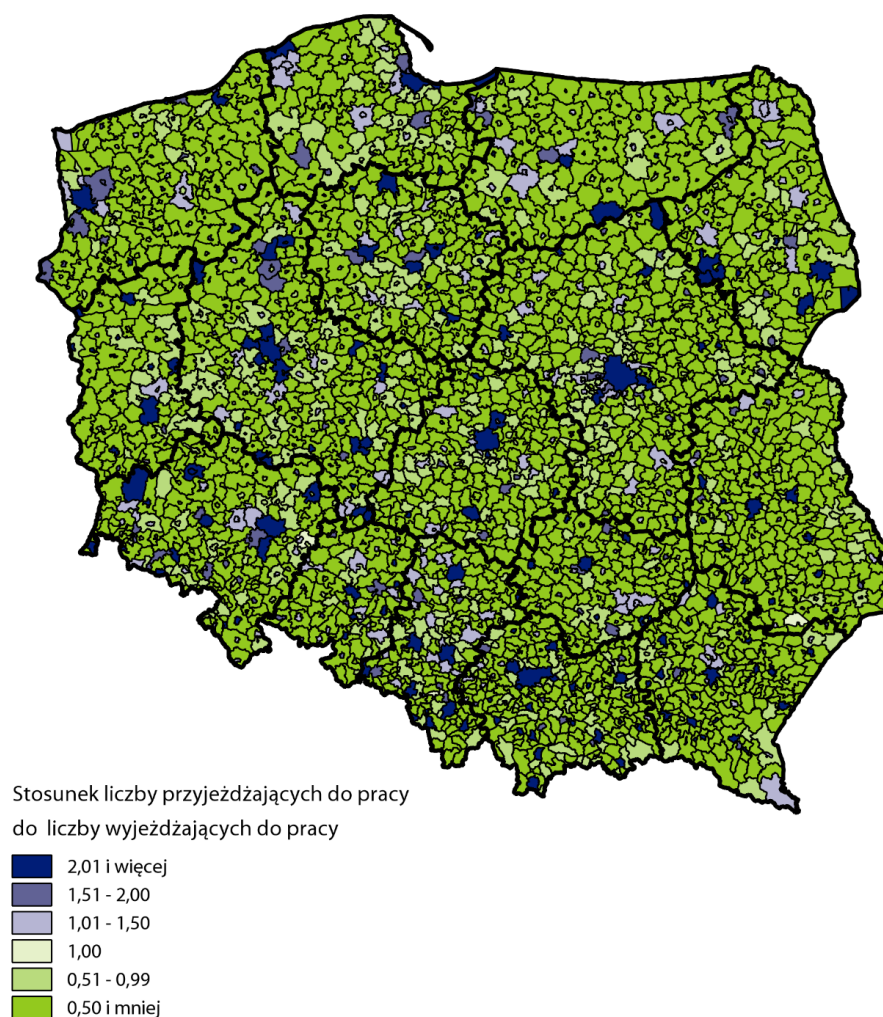 Stosunek liczby przyjeżdżających do pracy
do liczby wyjeżdżających do pracy
2,01 i więcej
1,51 - 2,00
1,01 - 1,50
1,00
0,51 - 0,99
0,50 i mniej